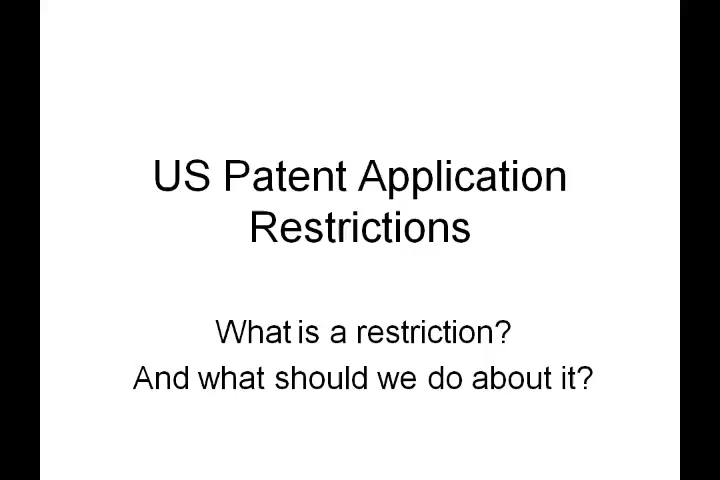 US Patent Application
Restrictions
What is a restriction?
And what should we do about it?